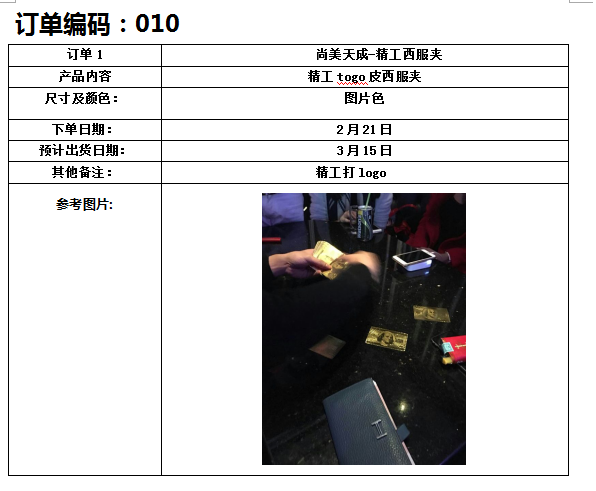 订单编码：010
订单 1
尚美天成-精工西服夹
产品内容
精工 togo 皮西服夹
尺寸及颜色：
图片色
下单日期：
2 月 21 日
预计出货日期：
3 月 15 日
其他备注：
精工打 logo
参考图片: